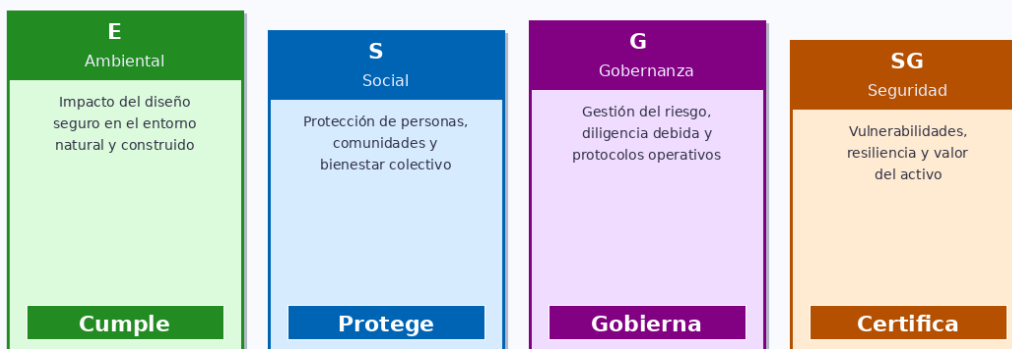 E
Ambiental
Impacto del diseño
seguro en el entorno
natural y construido
Cumple
S
Social
Protección de personas,
comunidades y
bienestar colectivo
Protege
G
Gobernanza
Gestión del riesgo,
diligencia debida y
protocolos operativos
Gobierna
SG
Seguridad
Vulnerabilidades,
resiliencia y valor
del activo
Certifica